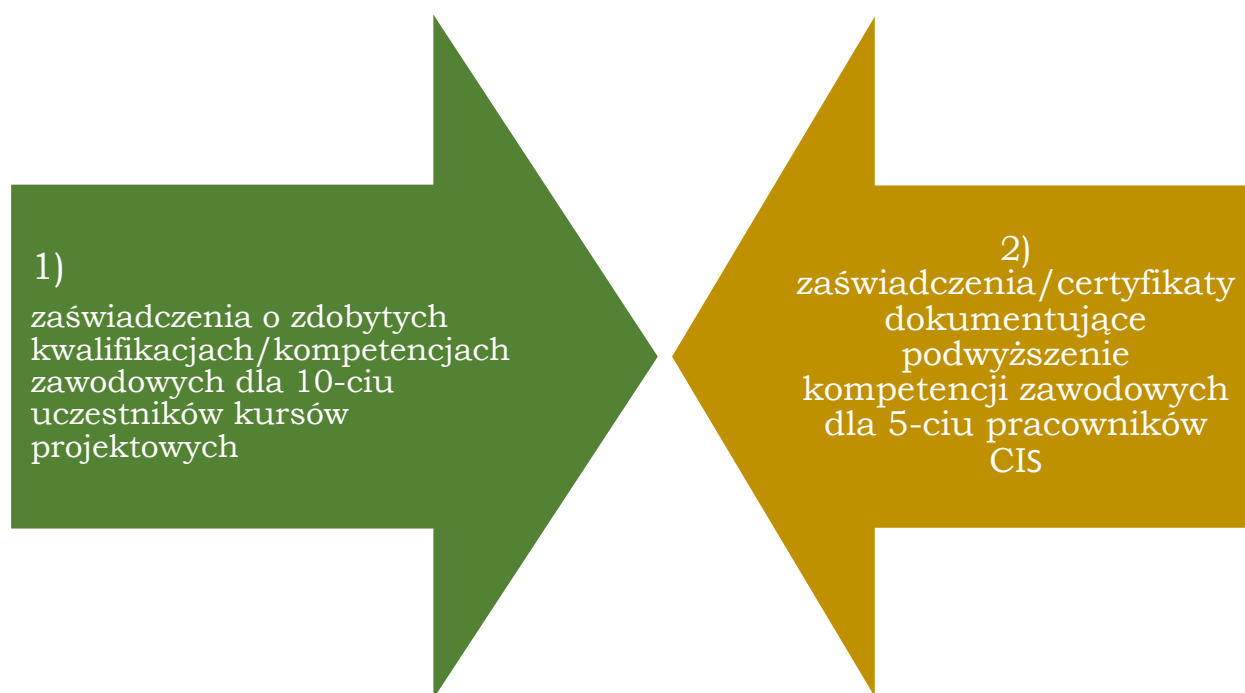 1)
zaświadczenia o zdobytych
kwalifikacjach/kompetencjach
zawodowych dla 10-ciu
uczestników kursów
projektowych
2)
zaświadczenia/certyfikaty
dokumentujące
podwyższenie
kompetencji zawodowych
dla 5-ciu pracowników
CIS